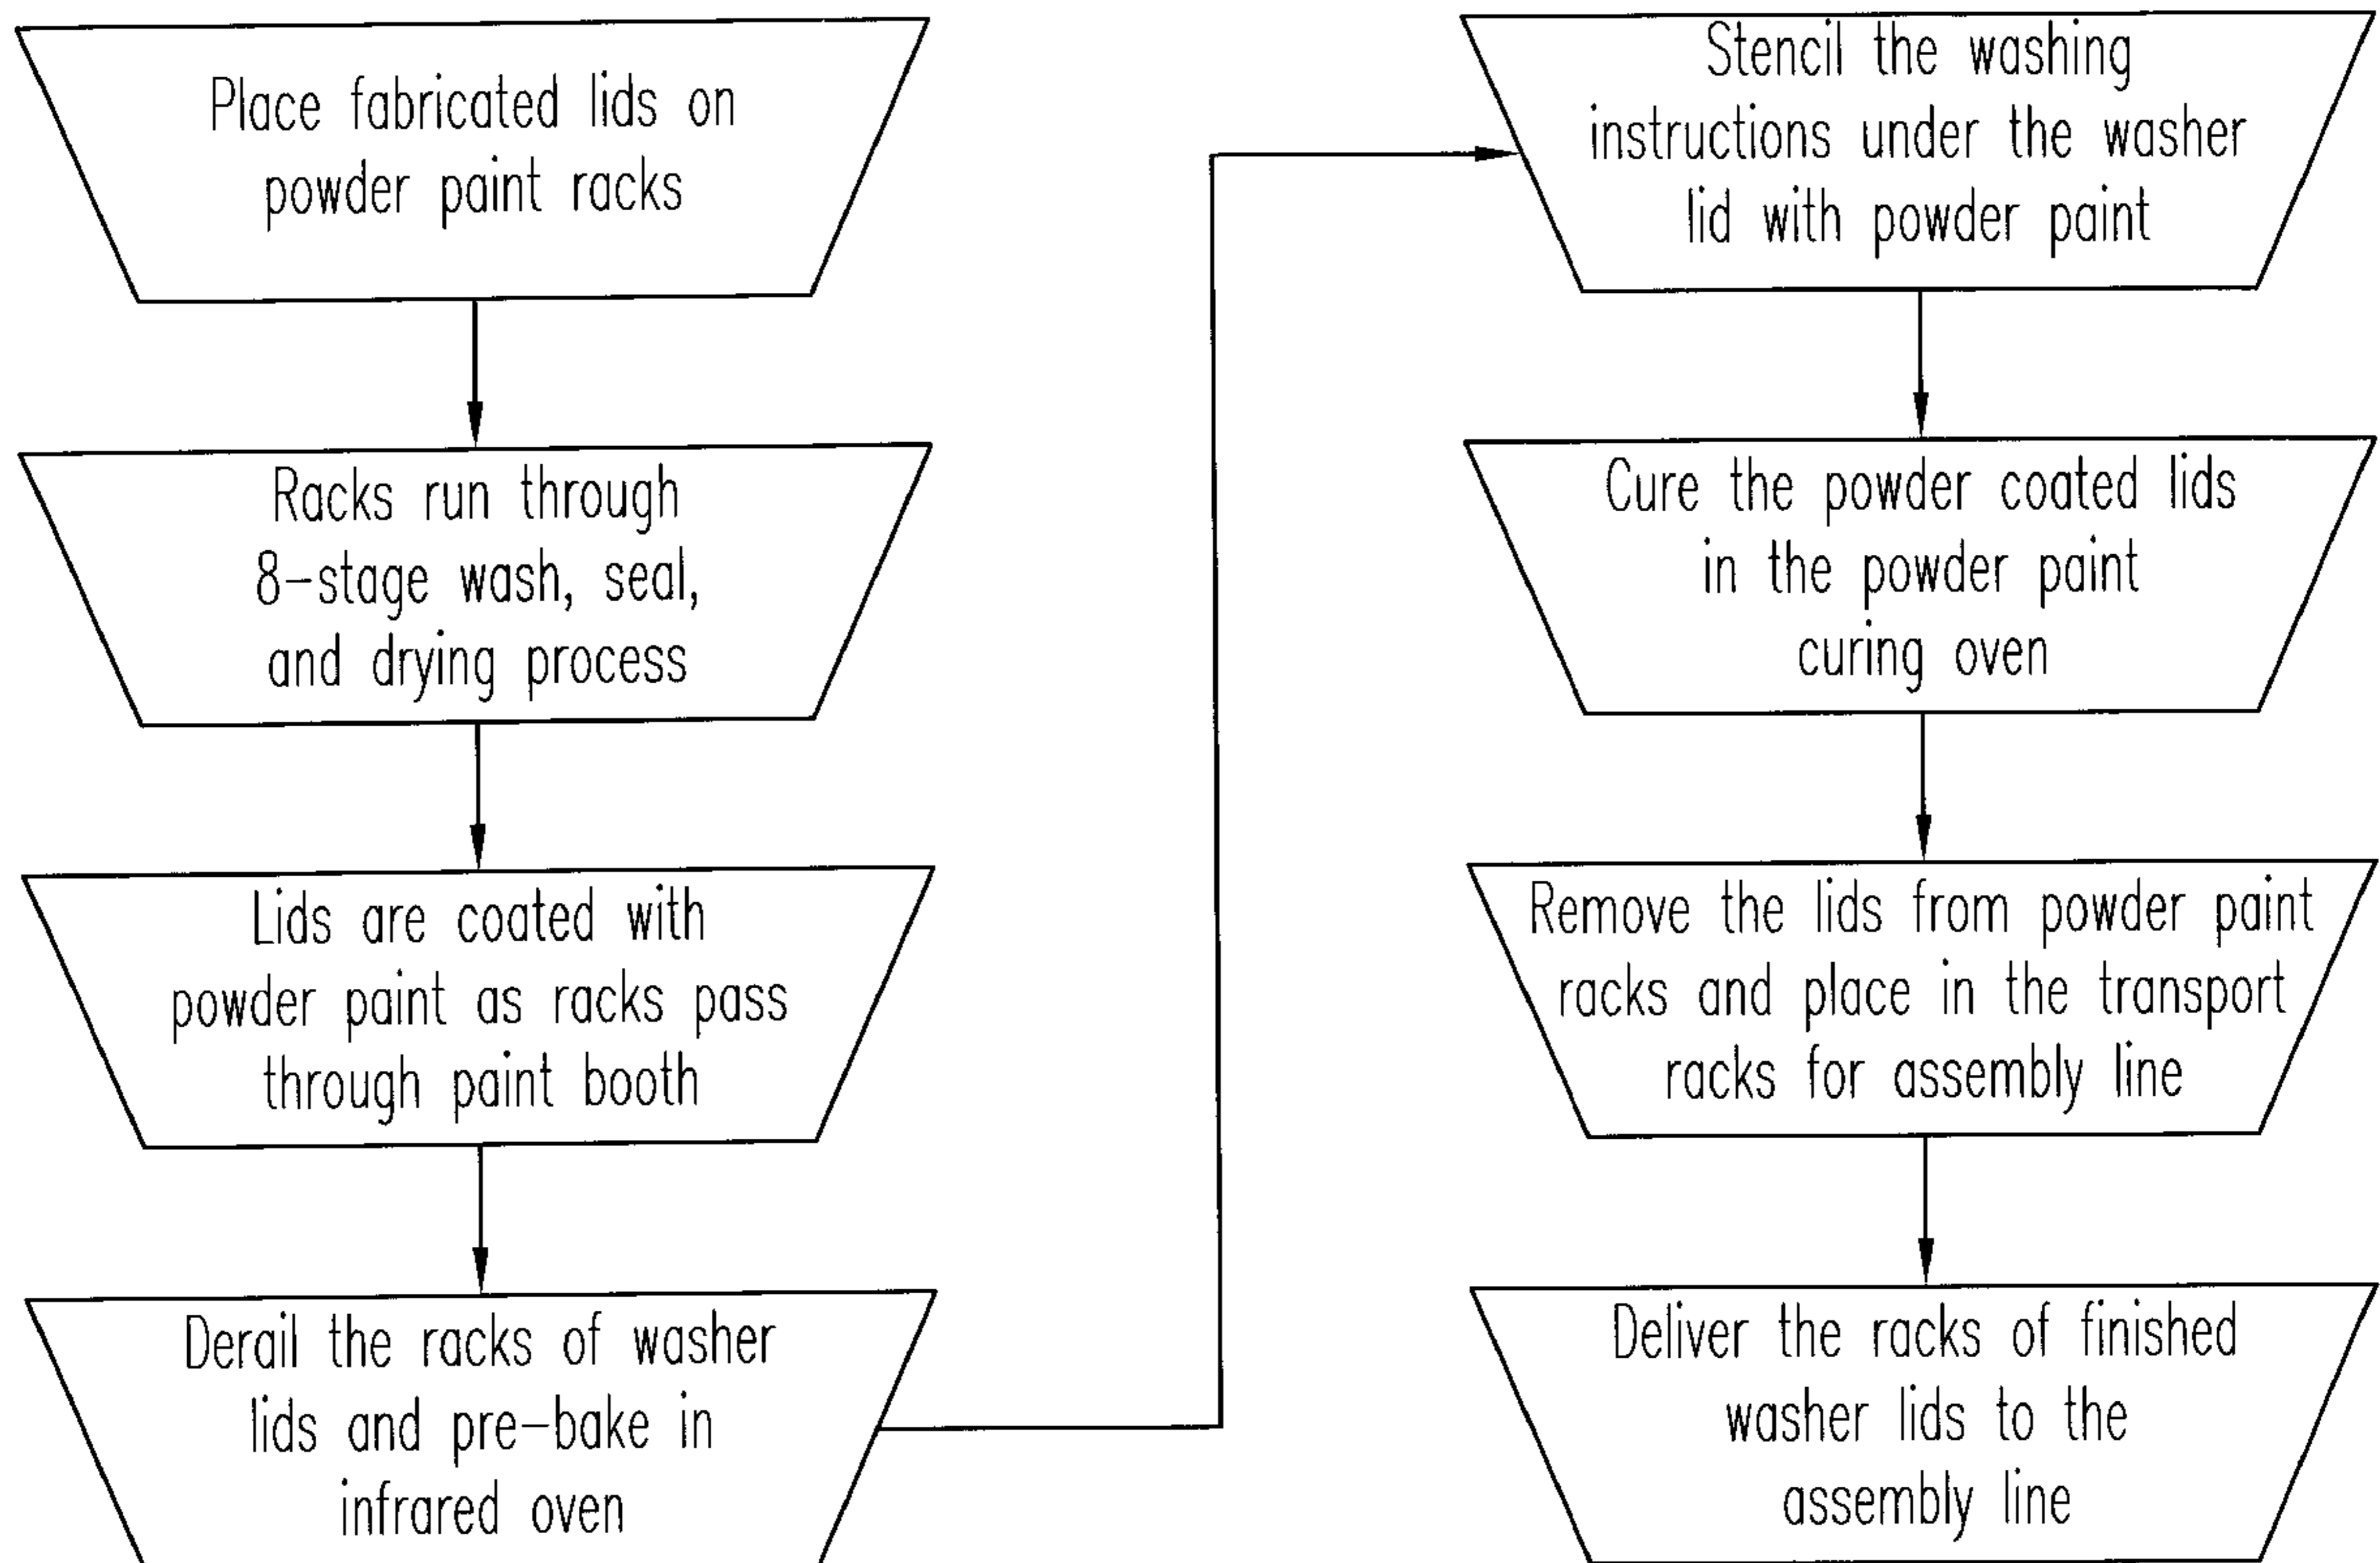 Place fabricated lids on
powder paint racks
Racks run through
8-stage wash, seal,
and drying process
Lids are coated with
powder paint as racks pass
through paint booth
Derail the racks of washer
lids and pre-bake in
infrared oven
Stencil the washing
instructions under the washer
lid with powder paint
Cure the powder coated lids
in the powder paint
curing oven
Remove the lids from powder paint
racks and place in the transport
racks for assembly line
Deliver the racks of finished
washer lids to the
assembly line